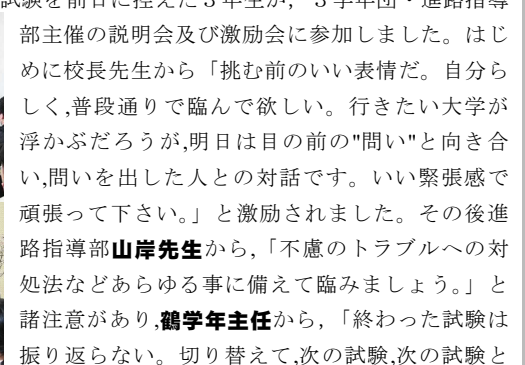 試験を前日に控えた３年生が，３学年団・進路指導
部主催の説明会及び激励会に参加しました。はじ
めに校長先生から「挑む前のいい表情だ。自分ら
しく,普段通りで臨んで欲しい。行きたい大学が
浮かぶだろうが,明日は目の前の"問い"と向き合
い,問いを出した人との対話です。いい緊張感で
頑張って下さい。」と激励されました。その後進
路指導部山岸先生から,「不慮のトラブルへの対
処法などあらゆる事に備えて臨みましょう。」と
諸注意があり,鶴学年主任から，「終わった試験は
振り返らない。切り替えて,次の試験,次の試験と